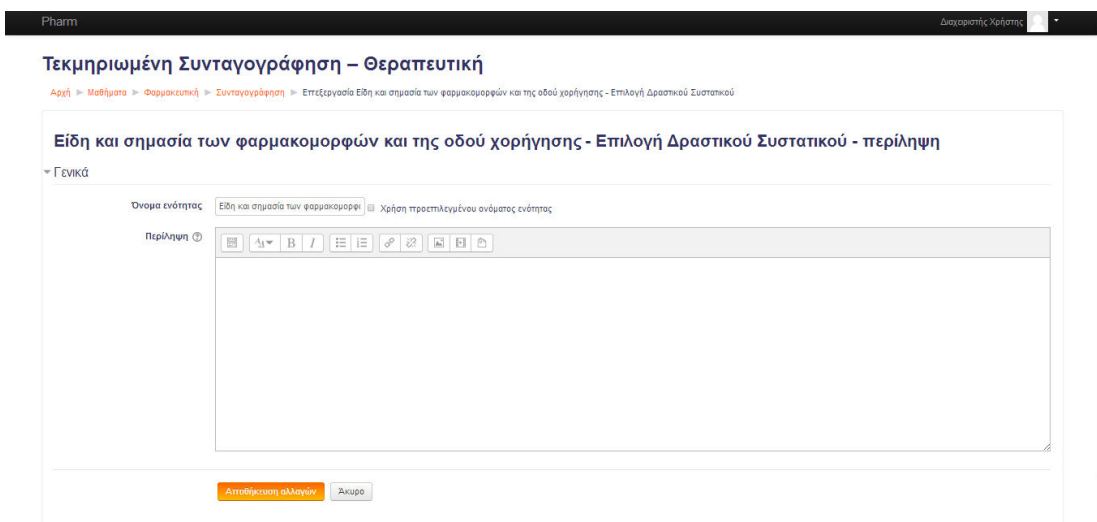 Pharm
Διαχειριστής Χρήστης
Τεκμηριωμένη Συνταγογράφηση – Θεραπευτική
Αρχή ► Μαθήματα ► Φαρμακευτική ► Συνταγογράφηση ► Επεξεργασία Είδη και σημασία των φαρμακομορφών και της οδού χορήγησης - Επιλογή Δραστικού Συστατικού
Είδη και σημασία των φαρμακομορφών και της οδού χορήγησης - Επιλογή Δραστικού Συστατικού - περίληψη
Γενικά
Όνομα ενότητας Είδη και σημασία των φαρμακομορφι Χρήση προεπιλεγμένου ονόματος ενότητας
Περίληψη
Αποθήκευση αλλαγών Άκυρο